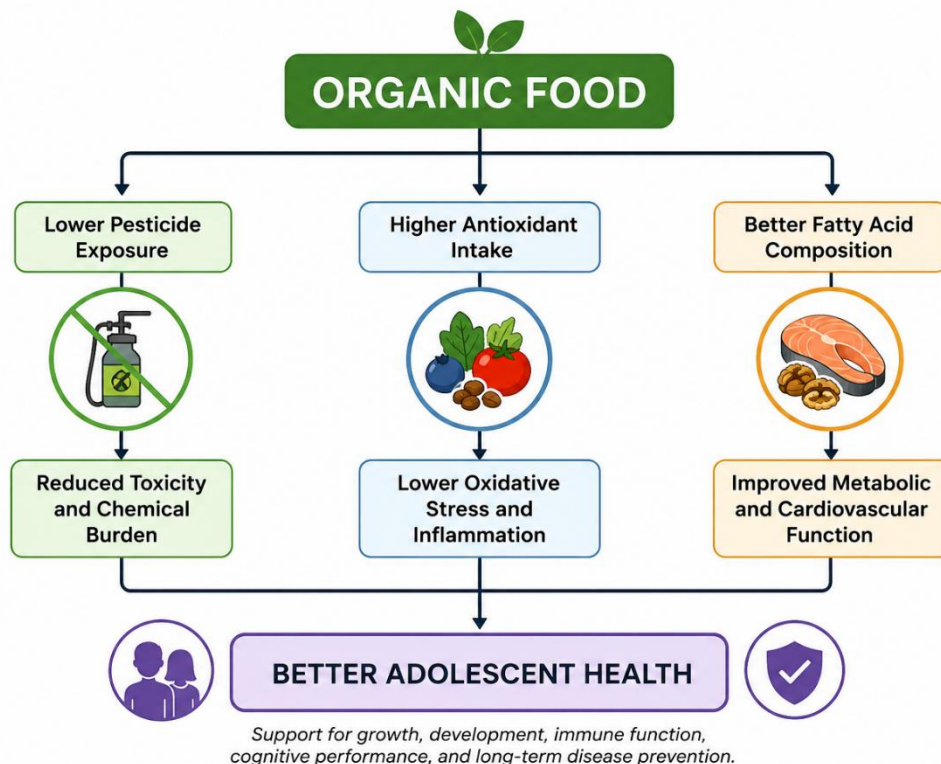 ORGANIC FOOD
Lower Pesticide
Exposure
Higher Antioxidant
Intake
Better Fatty Acid
Composition
Reduced Toxicity
and Chemical
Burden
Lower Oxidative
Stress and
Inflammation
Improved Metabolic
and Cardiovascular
Function
BETTER ADOLESCENT HEALTH
Support for growth, development, immune function,
cognitive performance, and long-term disease prevention.